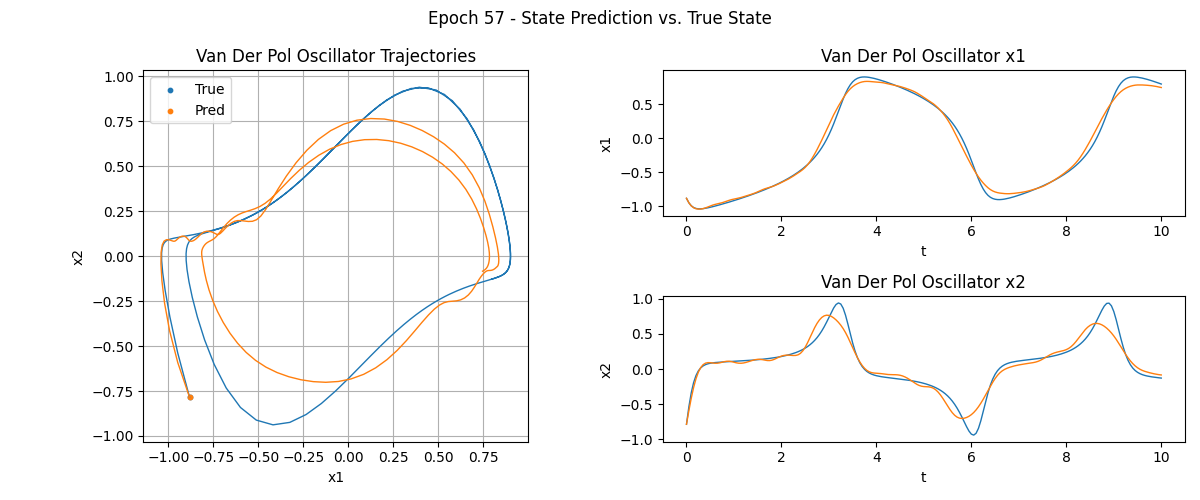 Epoch 57 - State Prediction vs. True State
Van Der Pol Oscillator Trajectories
1.00
0.75
0.50
0.25
0.00
−0.25
−0.50
−0.75
−1.00
x2
True
Pred
−1.00 −0.75 −0.50 −0.25 0.00 0.25 0.50 0.75
x1
Van Der Pol Oscillator x1
0.5
0.0
−0.5
−1.0
x1
0 2 4 6 8 10
t
Van Der Pol Oscillator x2
1.0
0.5
0.0
−0.5
−1.0
x2
0 2 4 6 8 10
t